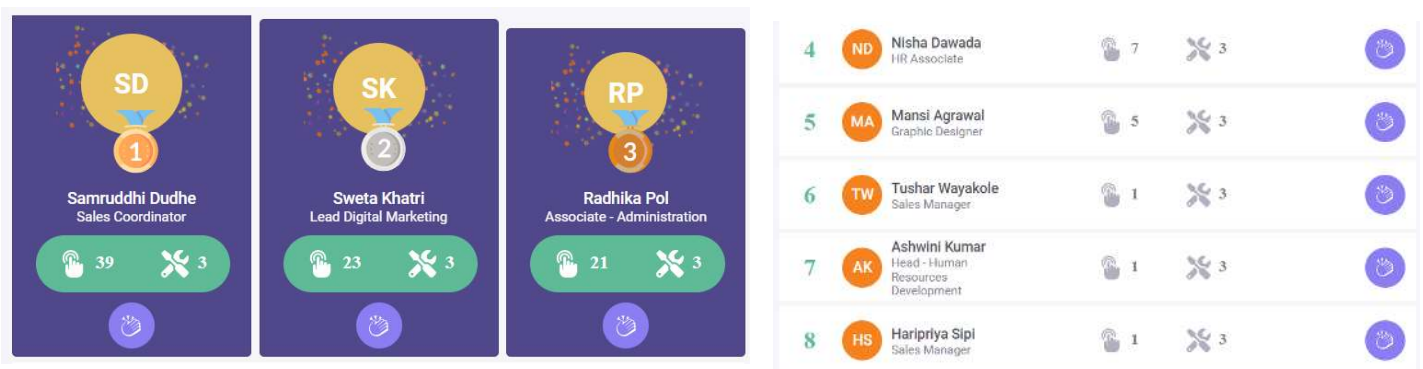 SD
1
Samruddhi Dudhe
Sales Coordinator
39 3
SK
2
Sweta Khatri
Lead Digital Marketing
23 3
RP
3
Radhika Pol
Associate - Administration
21 3
4 ND Nisha Dawada 7 3
HR Associate
5 MA Mansi Agrawal 5 3
Graphic Designer
6 TW Tushar Wayakole 1 3
Sales Manager
7 AK Ashwini Kumar 1 3
Head - Human
Resources
Development
8 HS Haripriya Sipi 1 3
Sales Manager